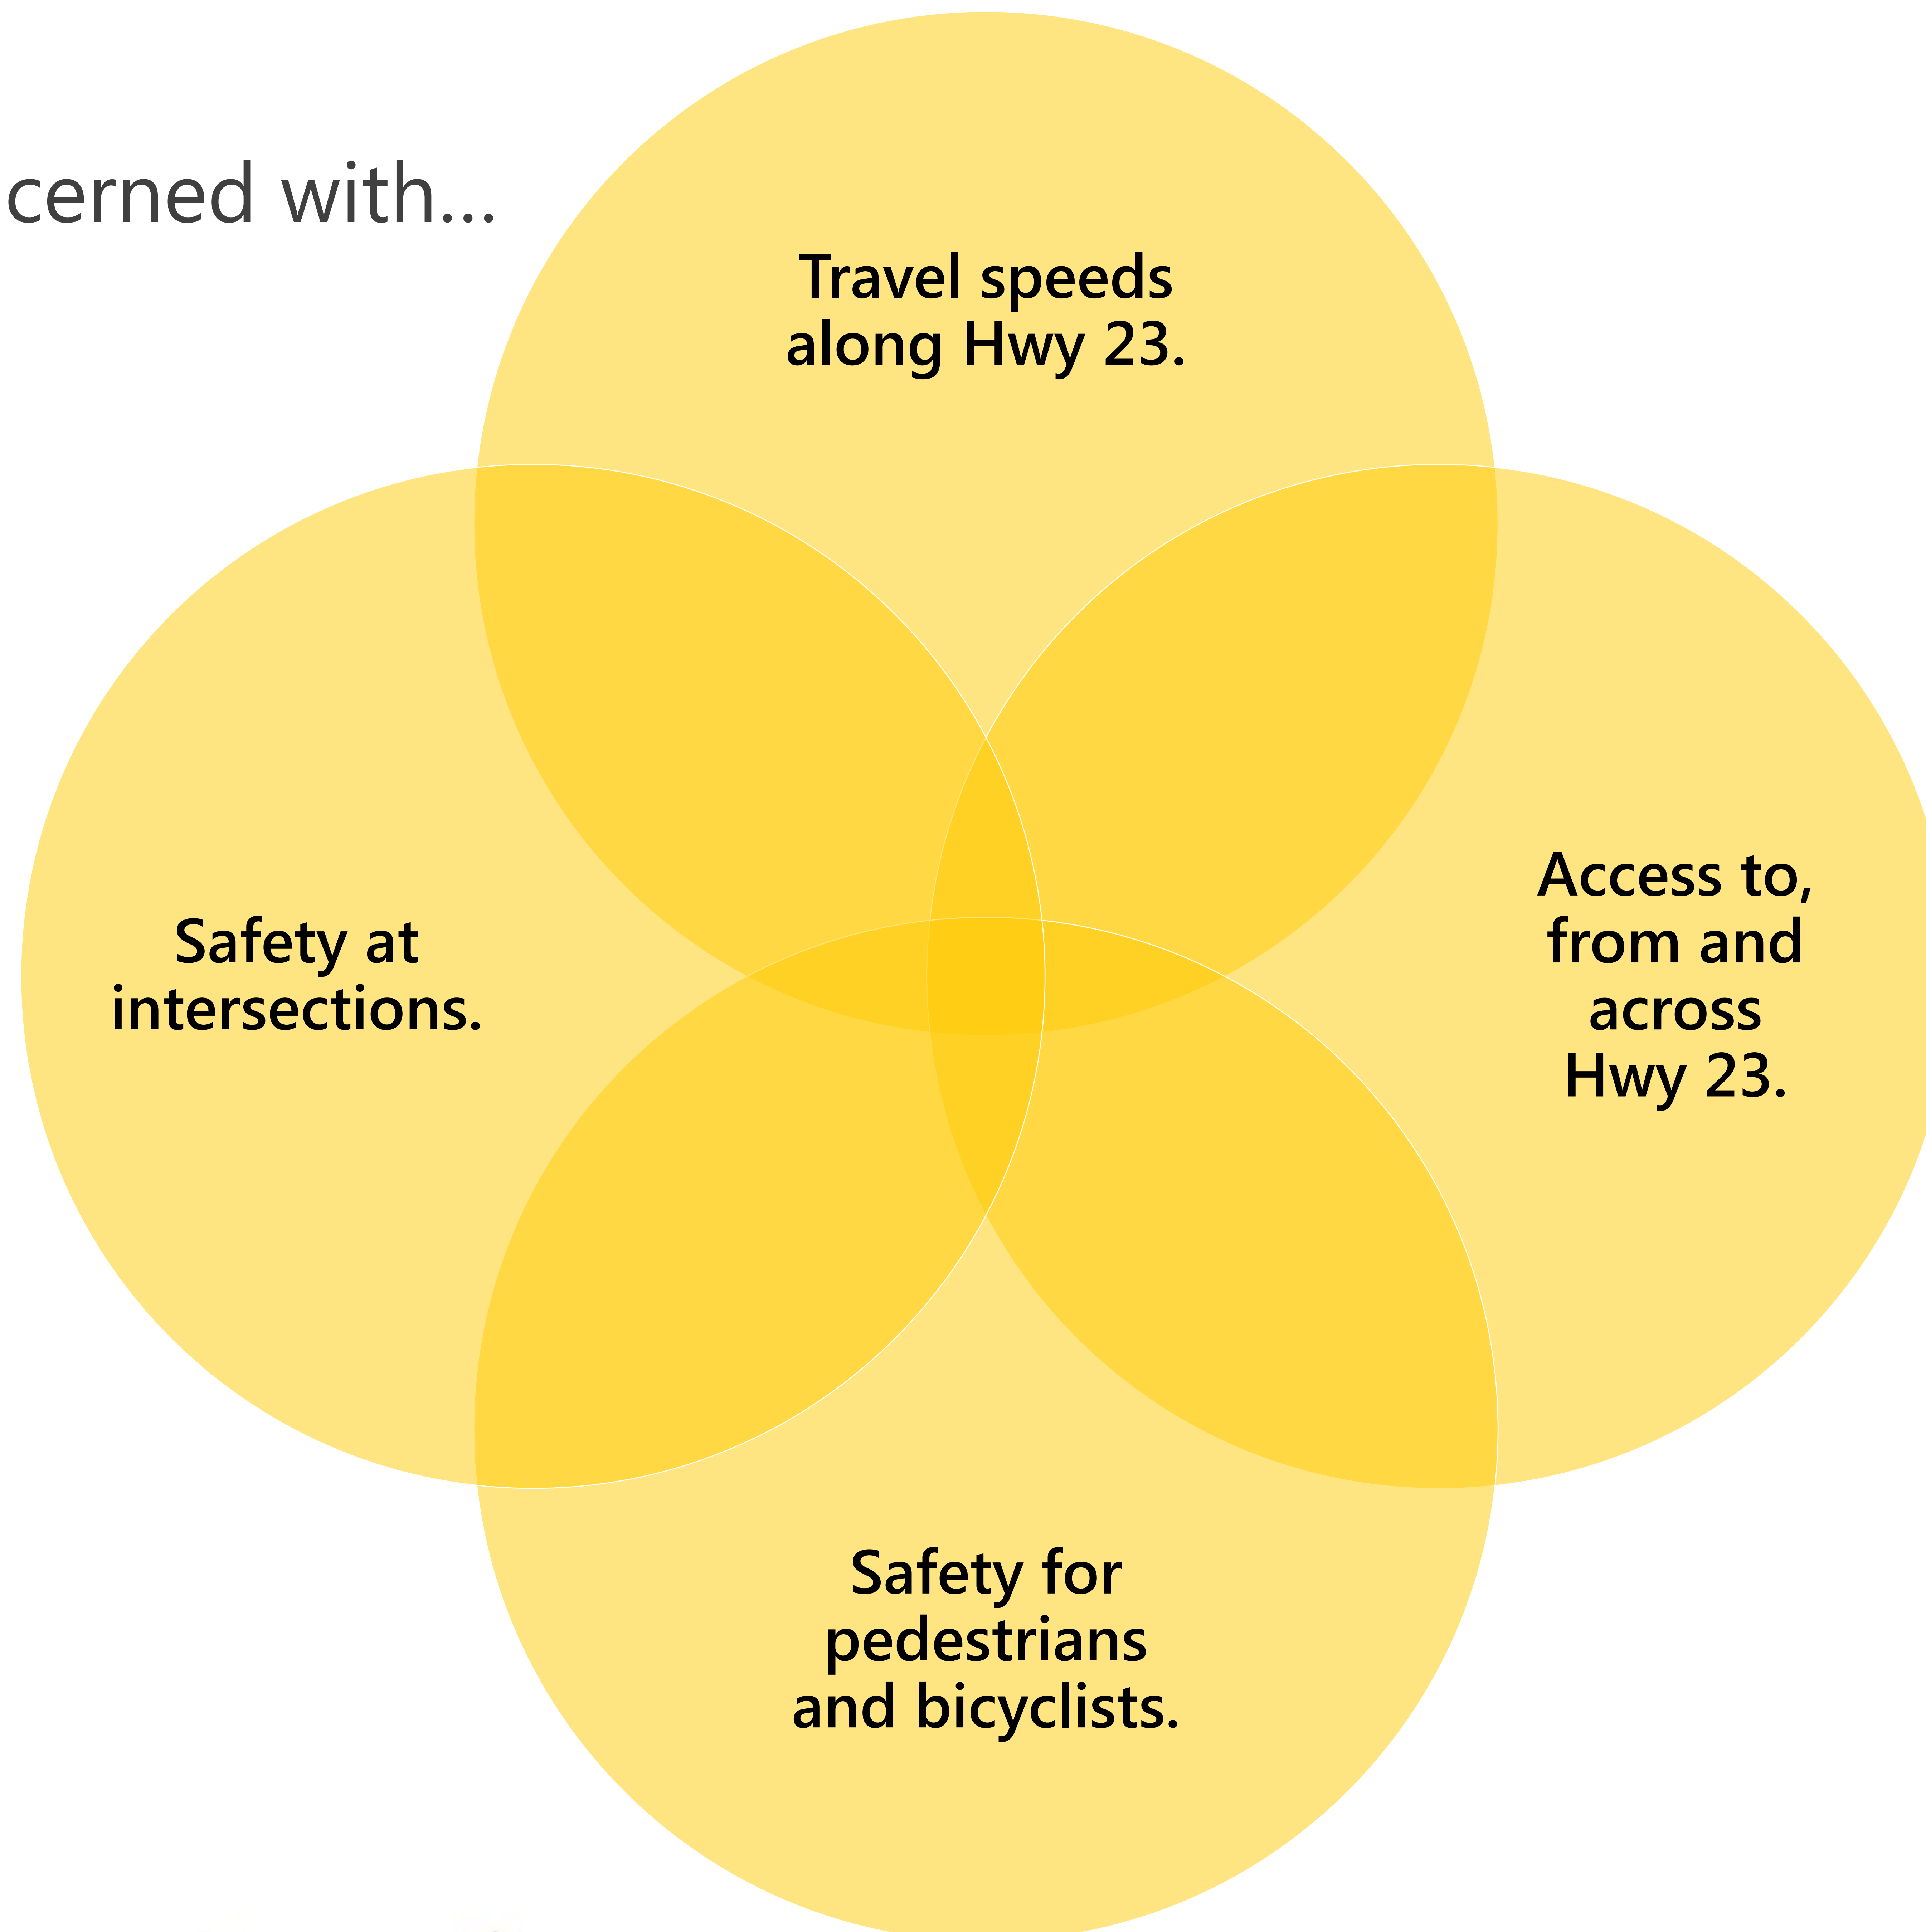 cerned with...
Travel speeds
along Hwy 23.
Safety at
intersections.
Access to,
from and
across
Hwy 23.
Safety for
pedestrians
and bicyclists.